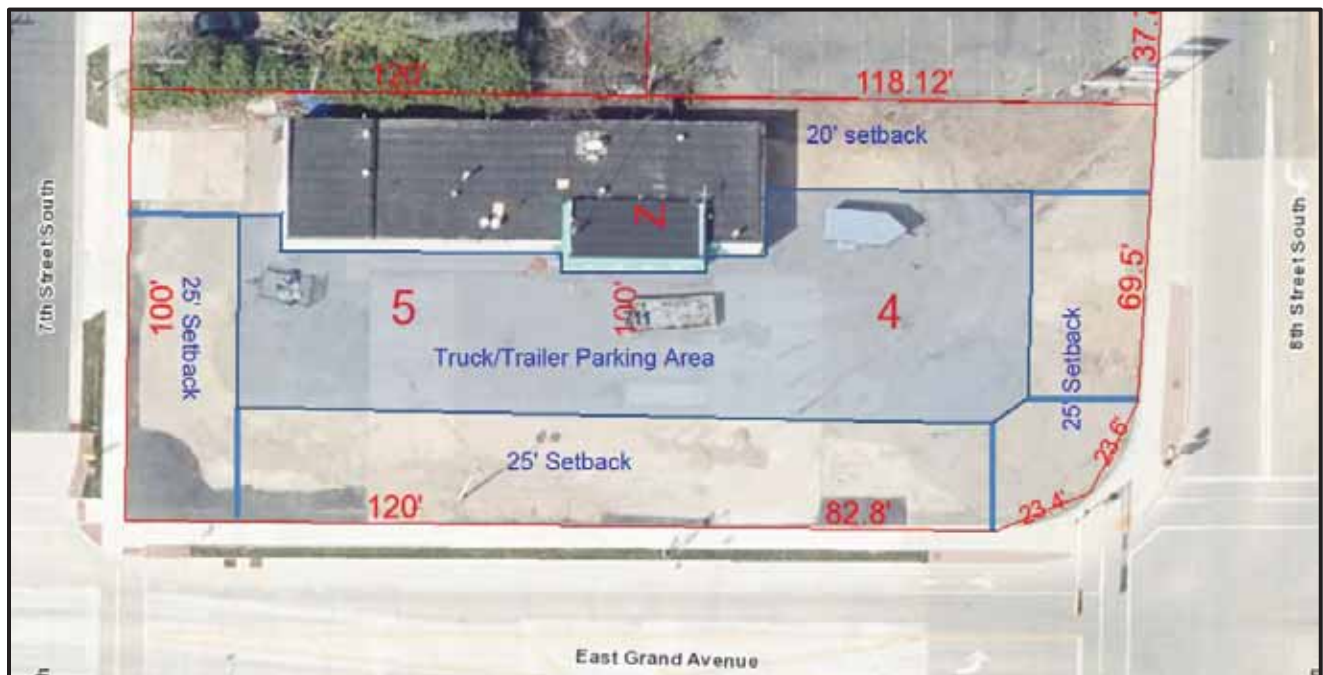 37.
120'
118.12'
20' setback
7th Street South
100'
25' Setback
Z
5
100'
11
4
69.5'
25' Setback
8th Street South
Truck/Trailer Parking Area
25' Setback
120'
82.8'
23.4'
23.6'
East Grand Avenue